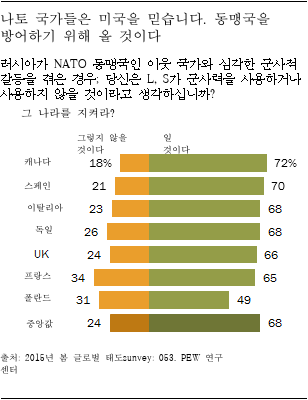 나토 국가들은 미국을 믿습니다. 동맹국을
방어하기 위해 올 것이다
러시아가 NATO 동맹국인 이웃 국가와 심각한 군사적
갈등을 겪은 경우, 당신은 L, S가 군사력을 사용하거나
사용하지 않을 것이라고 생각하십니까?
그 나라를 지켜라?
그렇지 않을 일
것이다 것이다
캐나다 18% 72%
스페인 21 70
이탈리아 23 68
독일 26 68
UK 24 66
프랑스 34 65
폴란드 31 49
중앙값 24 68
출처: 2015년 봄 글로벌 태도sunvey: 053. PEW 연구
센터